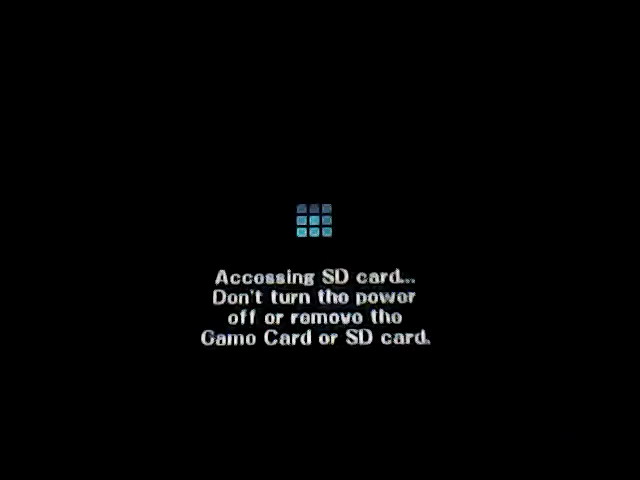 Accessing SD card...
Don't turn the power
off or remove the
Game Card or SD card.